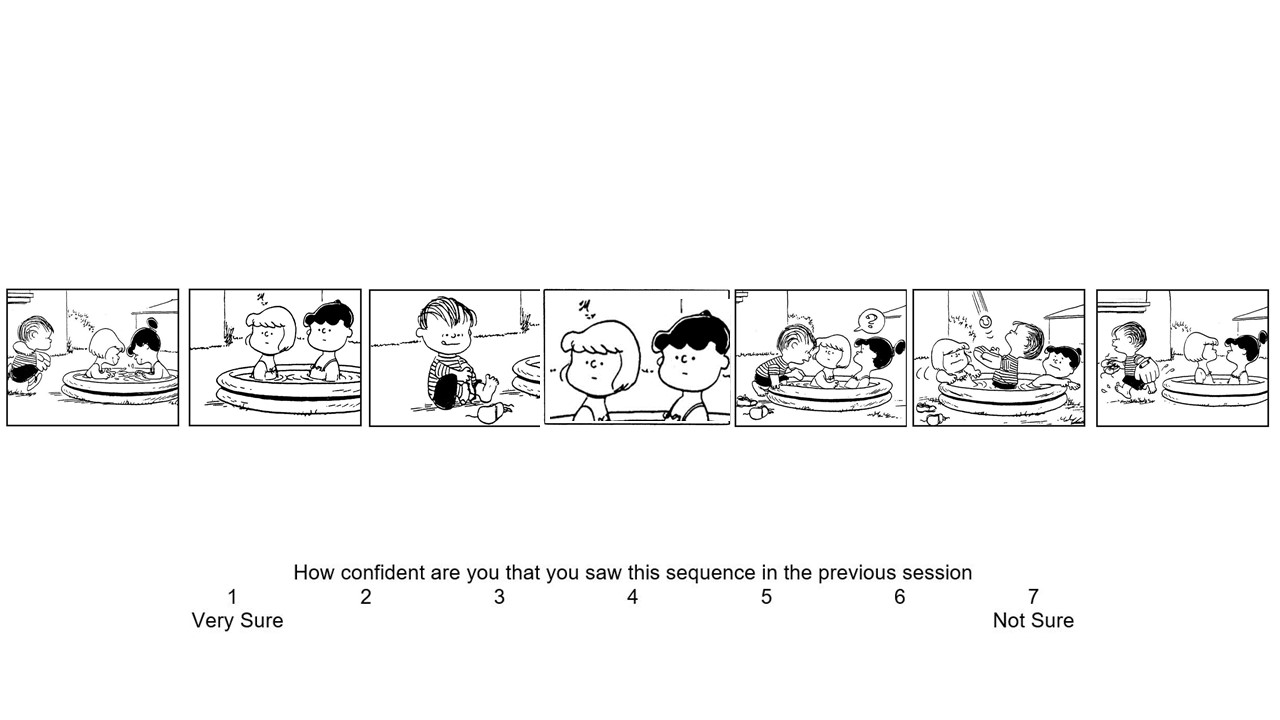 ?
How confident are you that you saw this sequence in the previous session
1 2 3 4 5 6 7
Very Sure Not Sure